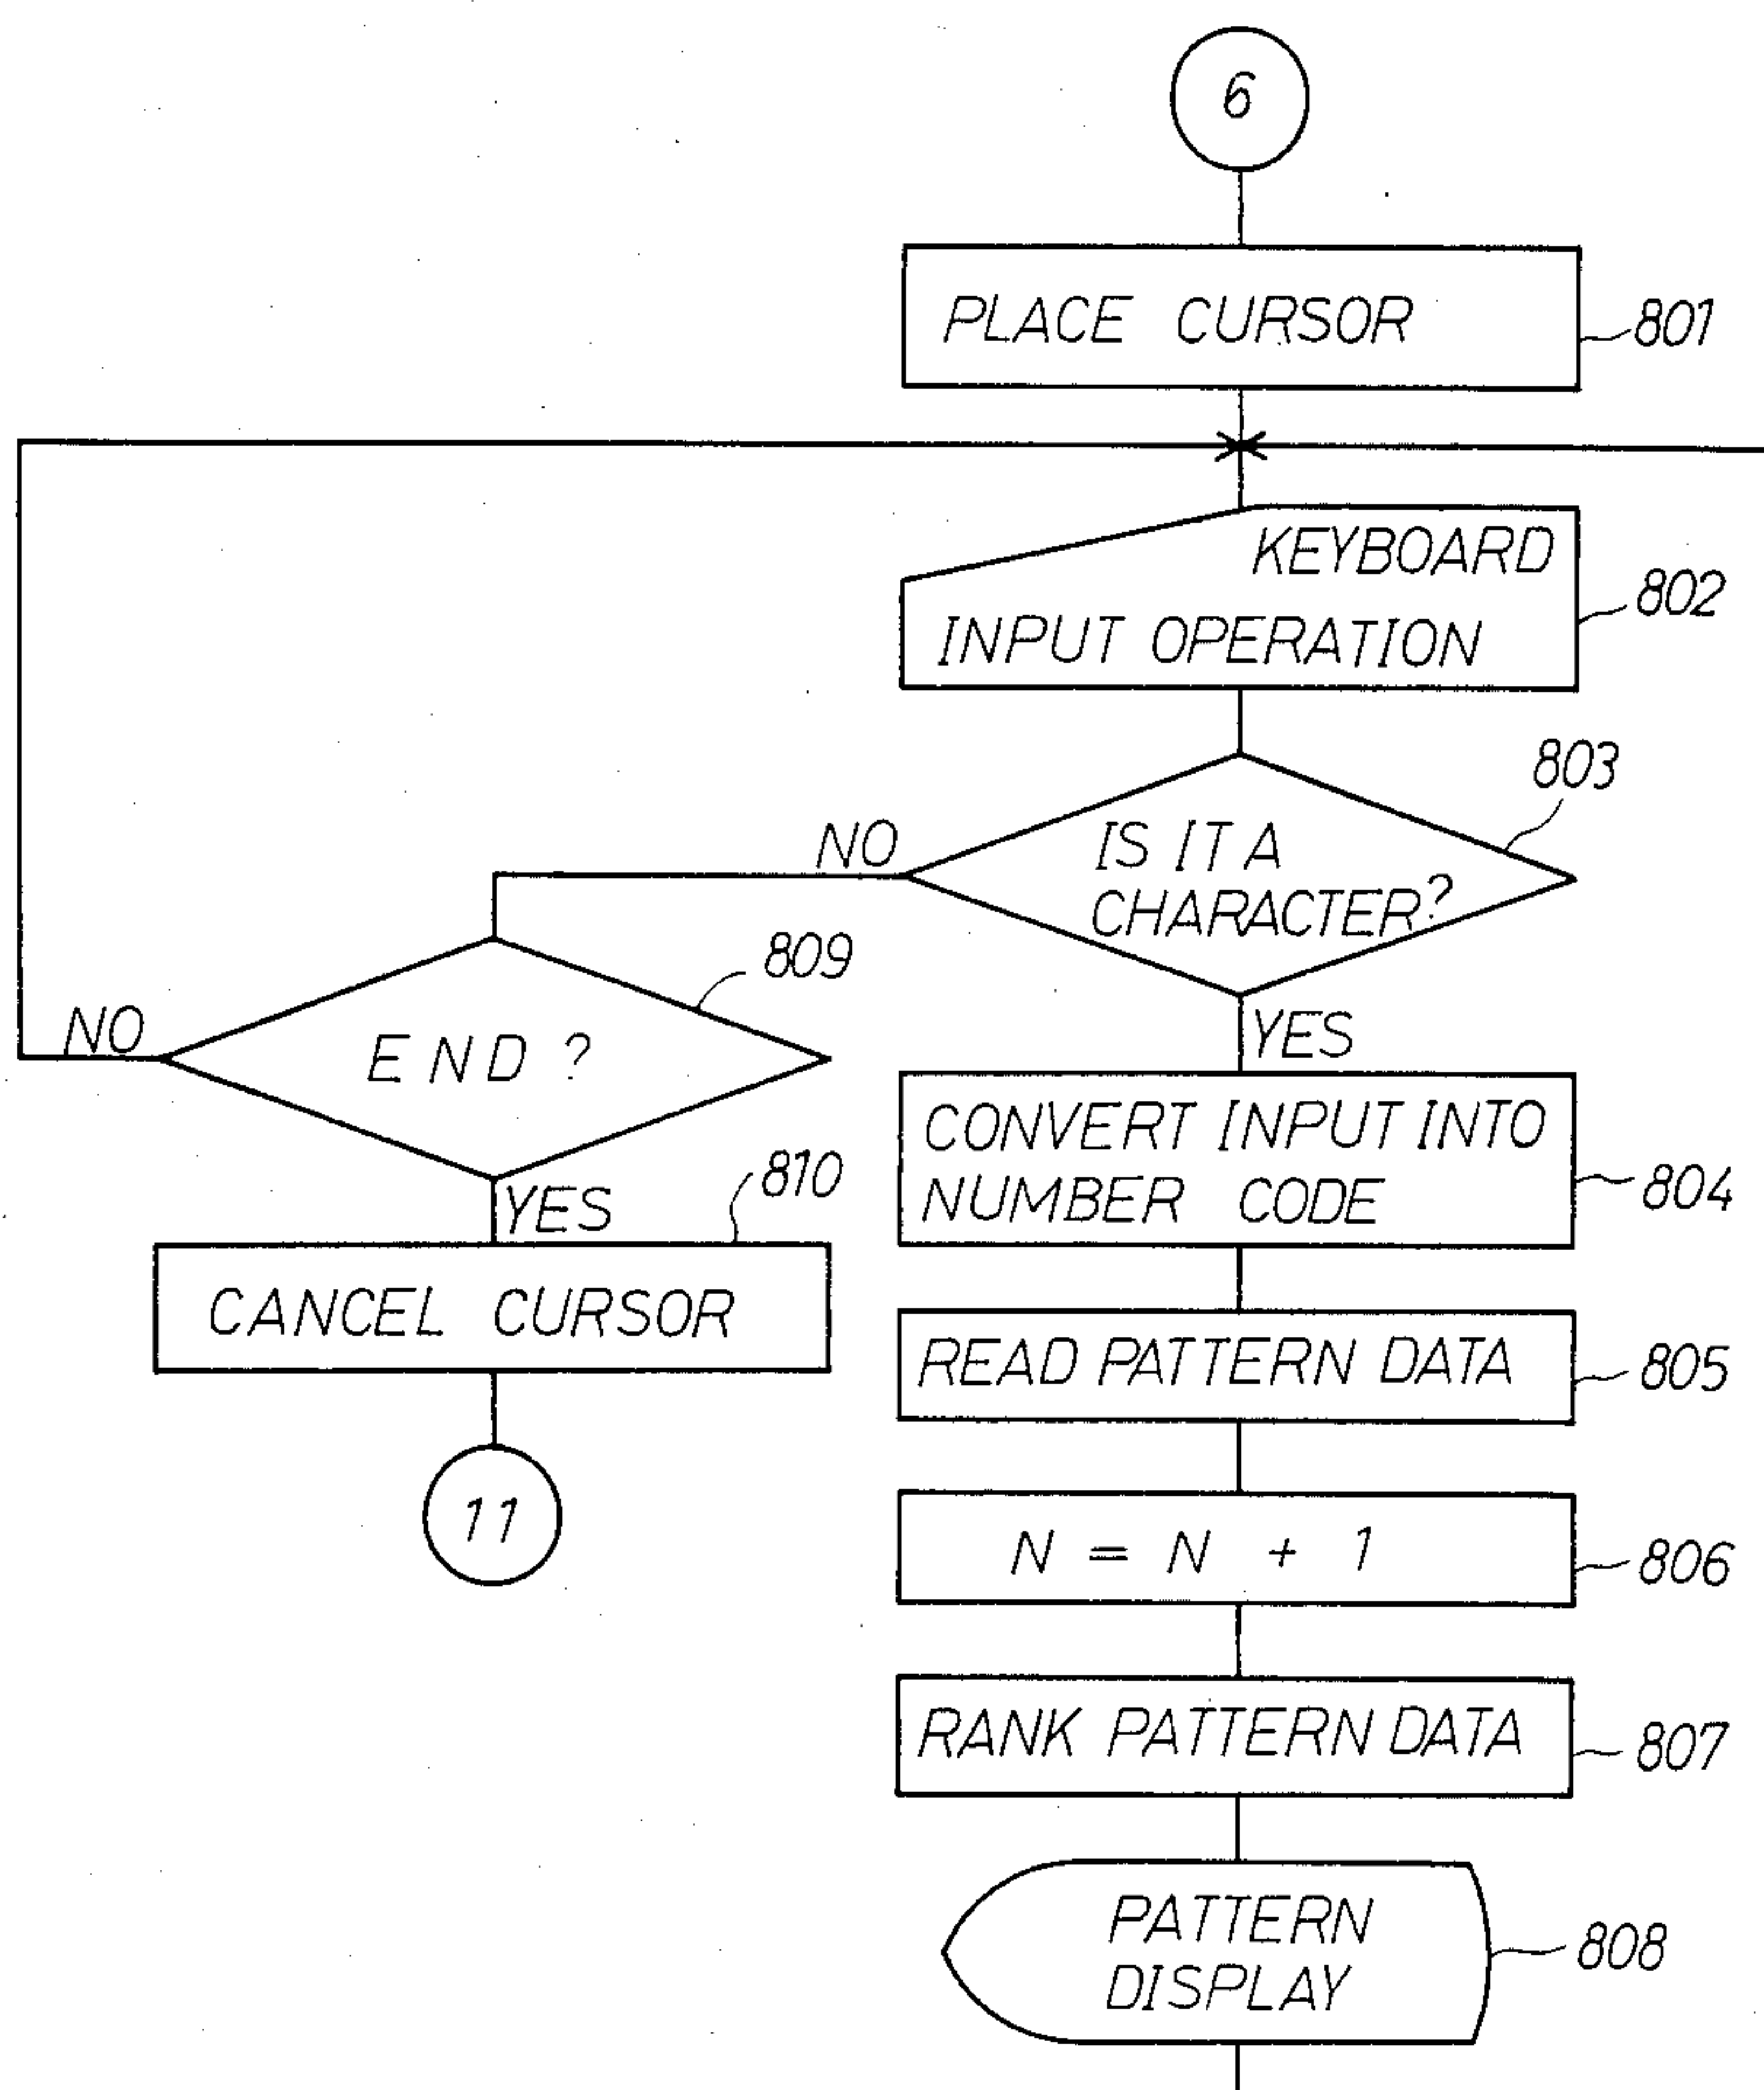 6
PLACE CURSOR
801
KEYBOARD
INPUT OPERATION
802
803
NO
IS IT A
CHARACTER?
809
NO
END?
YES
CONVERT INPUT INTO
NUMBER CODE
804
810
YES
CANCEL CURSOR
READ PATTERN DATA
805
11
N = N + 1
806
RANK PATTERN DATA
807
PATTERN
DISPLAY
808